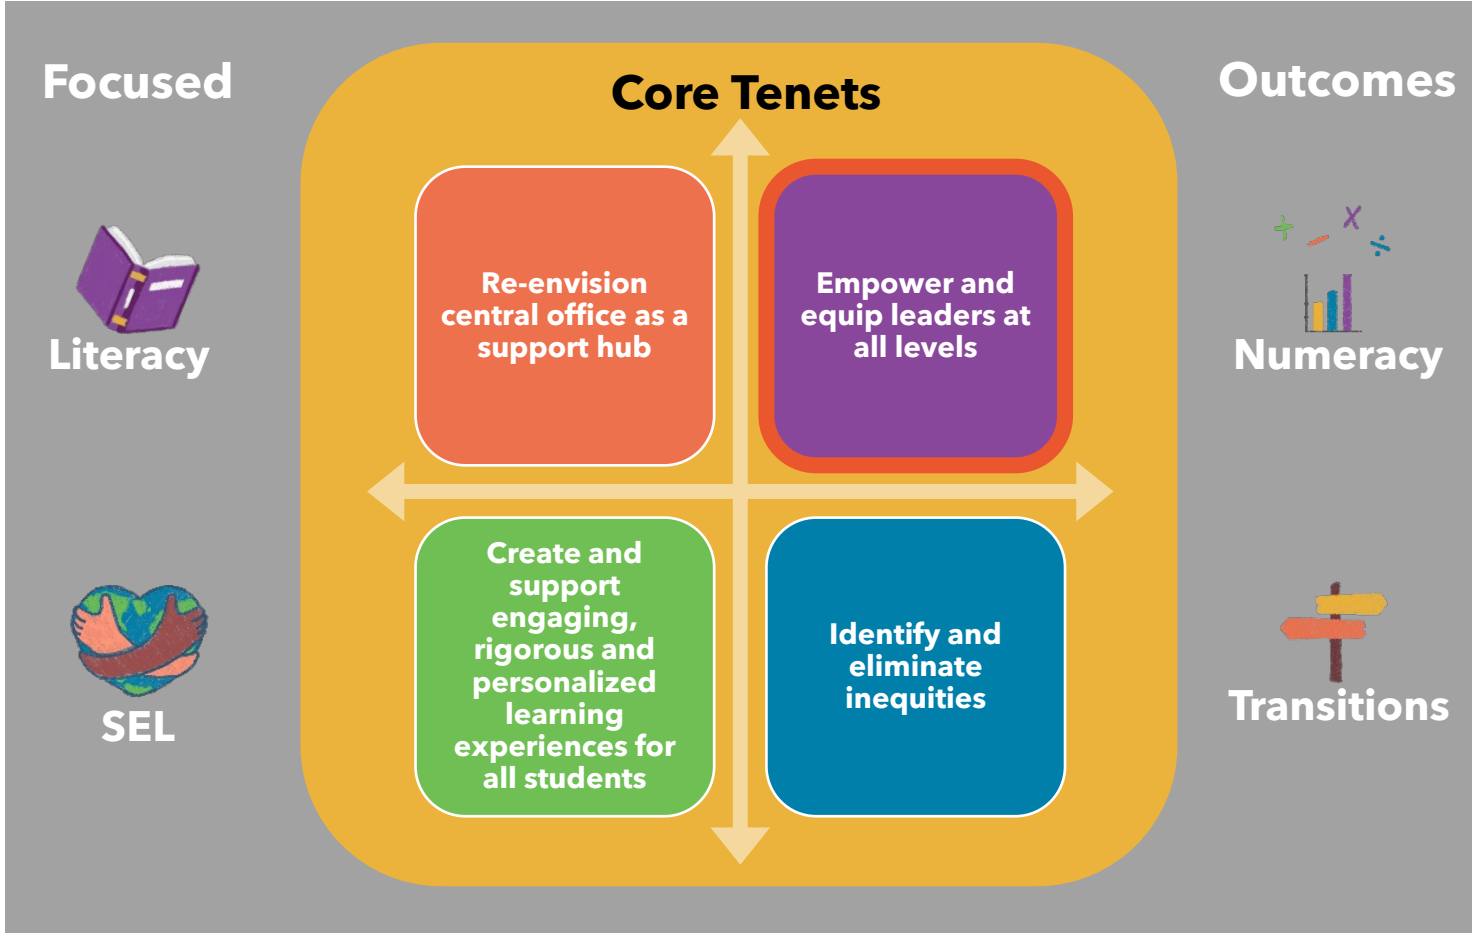 Focused
Core Tenets
Outcomes
Literacy
SEL
Re-envision
central office as a
support hub
Empower and
equip leaders at
all levels
Create and
support
engaging,
rigorous and
personalized
learning
experiences for
all students
Identify and
eliminate
inequities
Numeracy
Transitions